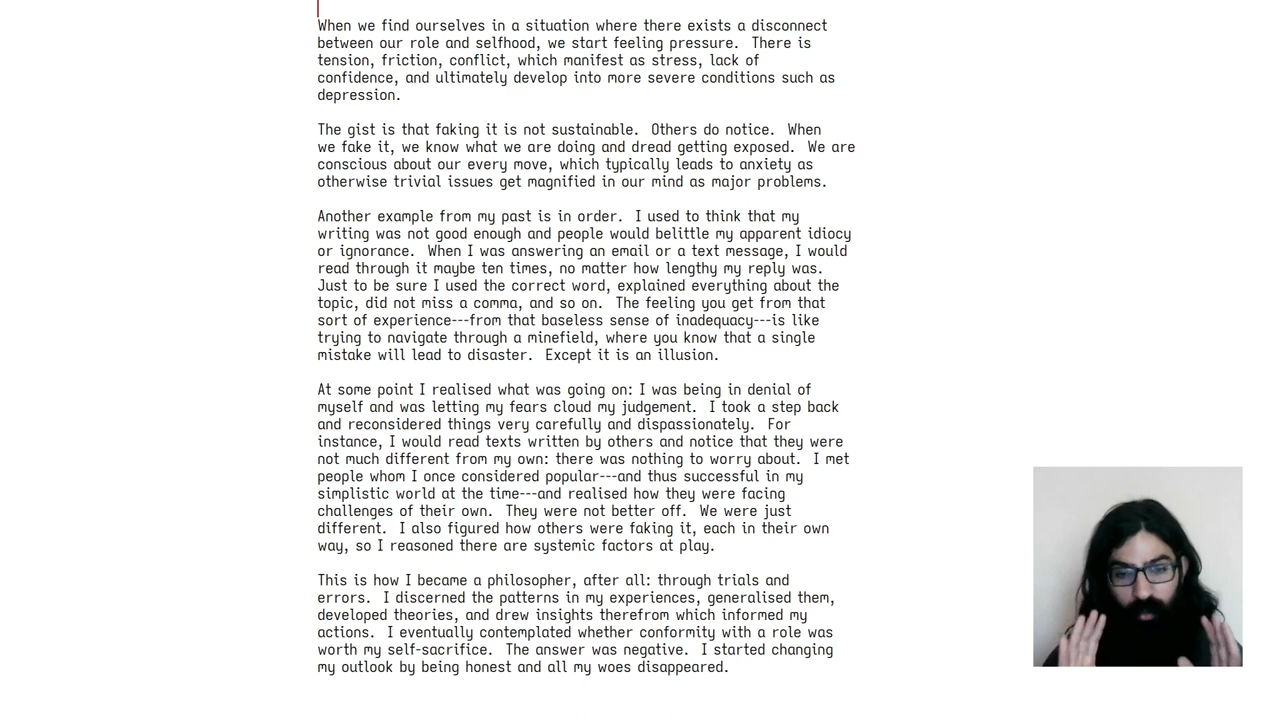 When we find ourselves in a situation where there exists a disconnect
between our role and selfhood, we start feeling pressure.  There is
tension, friction, conflict, which manifest as stress, lack of
confidence, and ultimately develop into more severe conditions such as
depression.
The gist is that faking it is not sustainable.  Others do notice.  When
we fake it, we know what we are doing and dread getting exposed.  We are
conscious about our every move, which typically leads to anxiety as
otherwise trivial issues get magnified in our mind as major problems.
Another example from my past is in order.  I used to think that my
writing was not good enough and people would belittle my apparent idiocy
or ignorance.  When I was answering an email or a text message, I would
read through it maybe ten times, no matter how lengthy my reply was.
Just to be sure I used the correct word, explained everything about the
topic, did not miss a comma, and so on.  The feeling you get from that
sort of experience---from that baseless sense of inadequacy---is like
trying to navigate through a minefield, where you know that a single
mistake will lead to disaster.  Except it is an illusion.
At some point I realised what was going on: I was being in denial of
myself and was letting my fears cloud my judgement.  I took a step back
and reconsidered things very carefully and dispassionately.  For
instance, I would read texts written by others and notice that they were
not much different from my own: there was nothing to worry about.  I met
people whom I once considered popular---and thus successful in my
simplistic world at the time---and realised how they were facing
challenges of their own.  They were not better off.  We were just
different.  I also figured how others were faking it, each in their own
way, so I reasoned there are systemic factors at play.
This is how I became a philosopher, after all: through trials and
errors.  I discerned the patterns in my experiences, generalised them,
developed theories, and drew insights therefrom which informed my
actions.  I eventually contemplated whether conformity with a role was
worth my self-sacrifice.  The answer was negative.  I started changing
my outlook by being honest and all my woes disappeared.